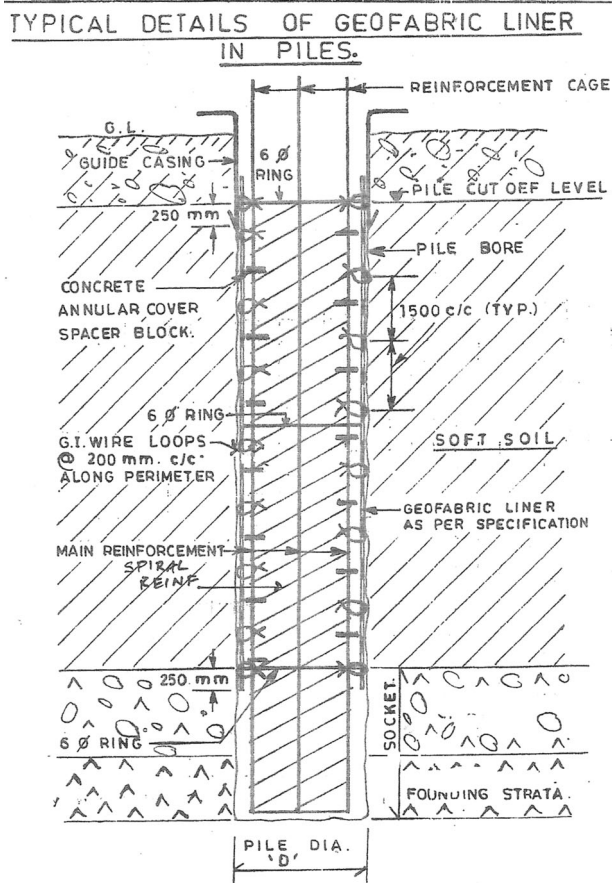 TYPICAL DETAILS OF GEOFABRIC LINER
IN PILES.
REINFORCEMENT CAGE
G.L.
GUIDE CASING
6 Ø
RING
PILE CUT OEF LEVEL
250 mm
PILE BORE
CONCRETE
ANNULAR COVER
SPACER BLOCK.
1500 c/c (TYP.)
6 Ø RING
G.I. WIRE LOOPS
@ 200 mm. c/c.
ALONG PERIMETER
SOFT SOIL
GEOFABRIC LINER
AS PER SPECIFICATION
MAIN REINFORCEMENT
SPIRAL
REINF
250 mm
SOCKET.
6 Ø RING
FOUNDING STRATA.
PILE DIA.
'D'